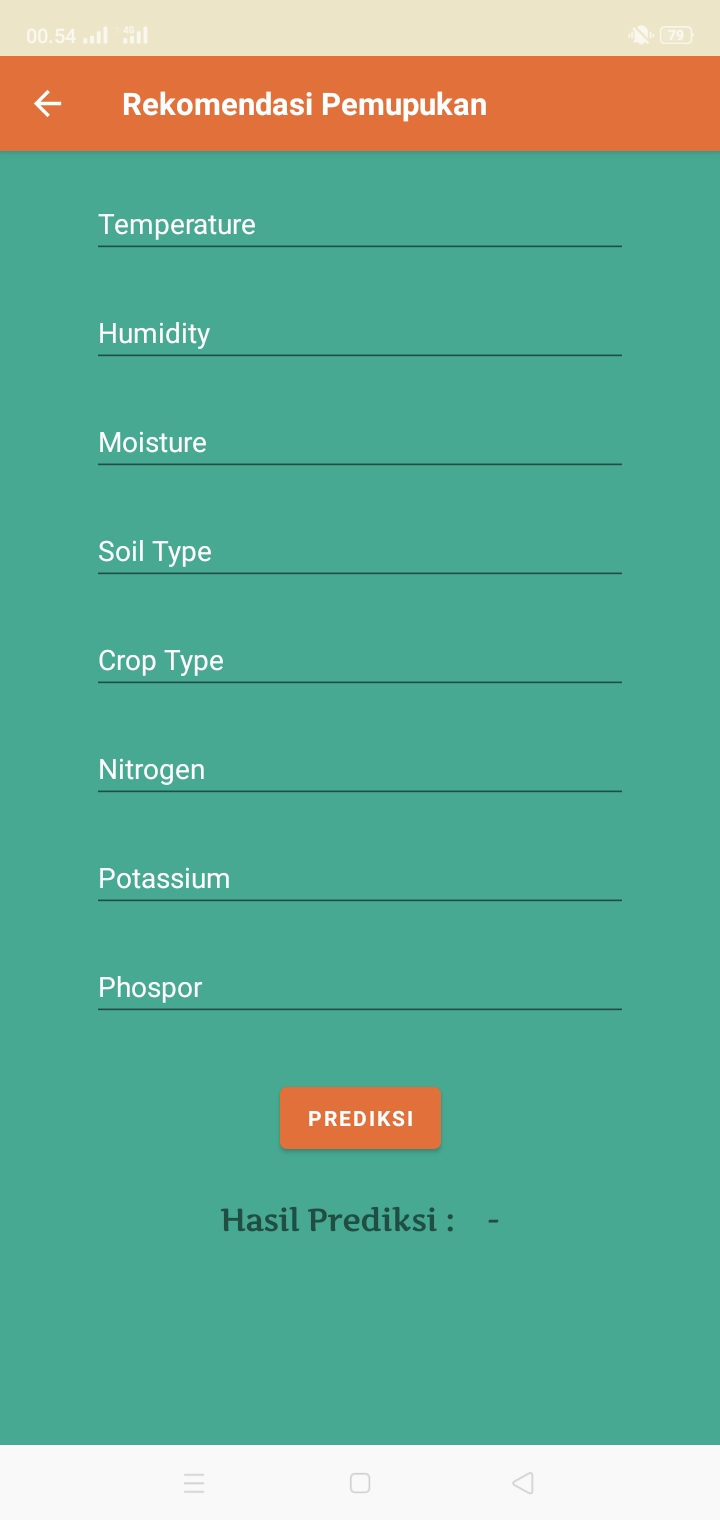 00.54 4G 79
Rekomendasi Pemupukan
Temperature
Humidity
Moisture
Soil Type
Crop Type
Nitrogen
Potassium
Phospor
PREDIKSI
Hasil Prediksi : -